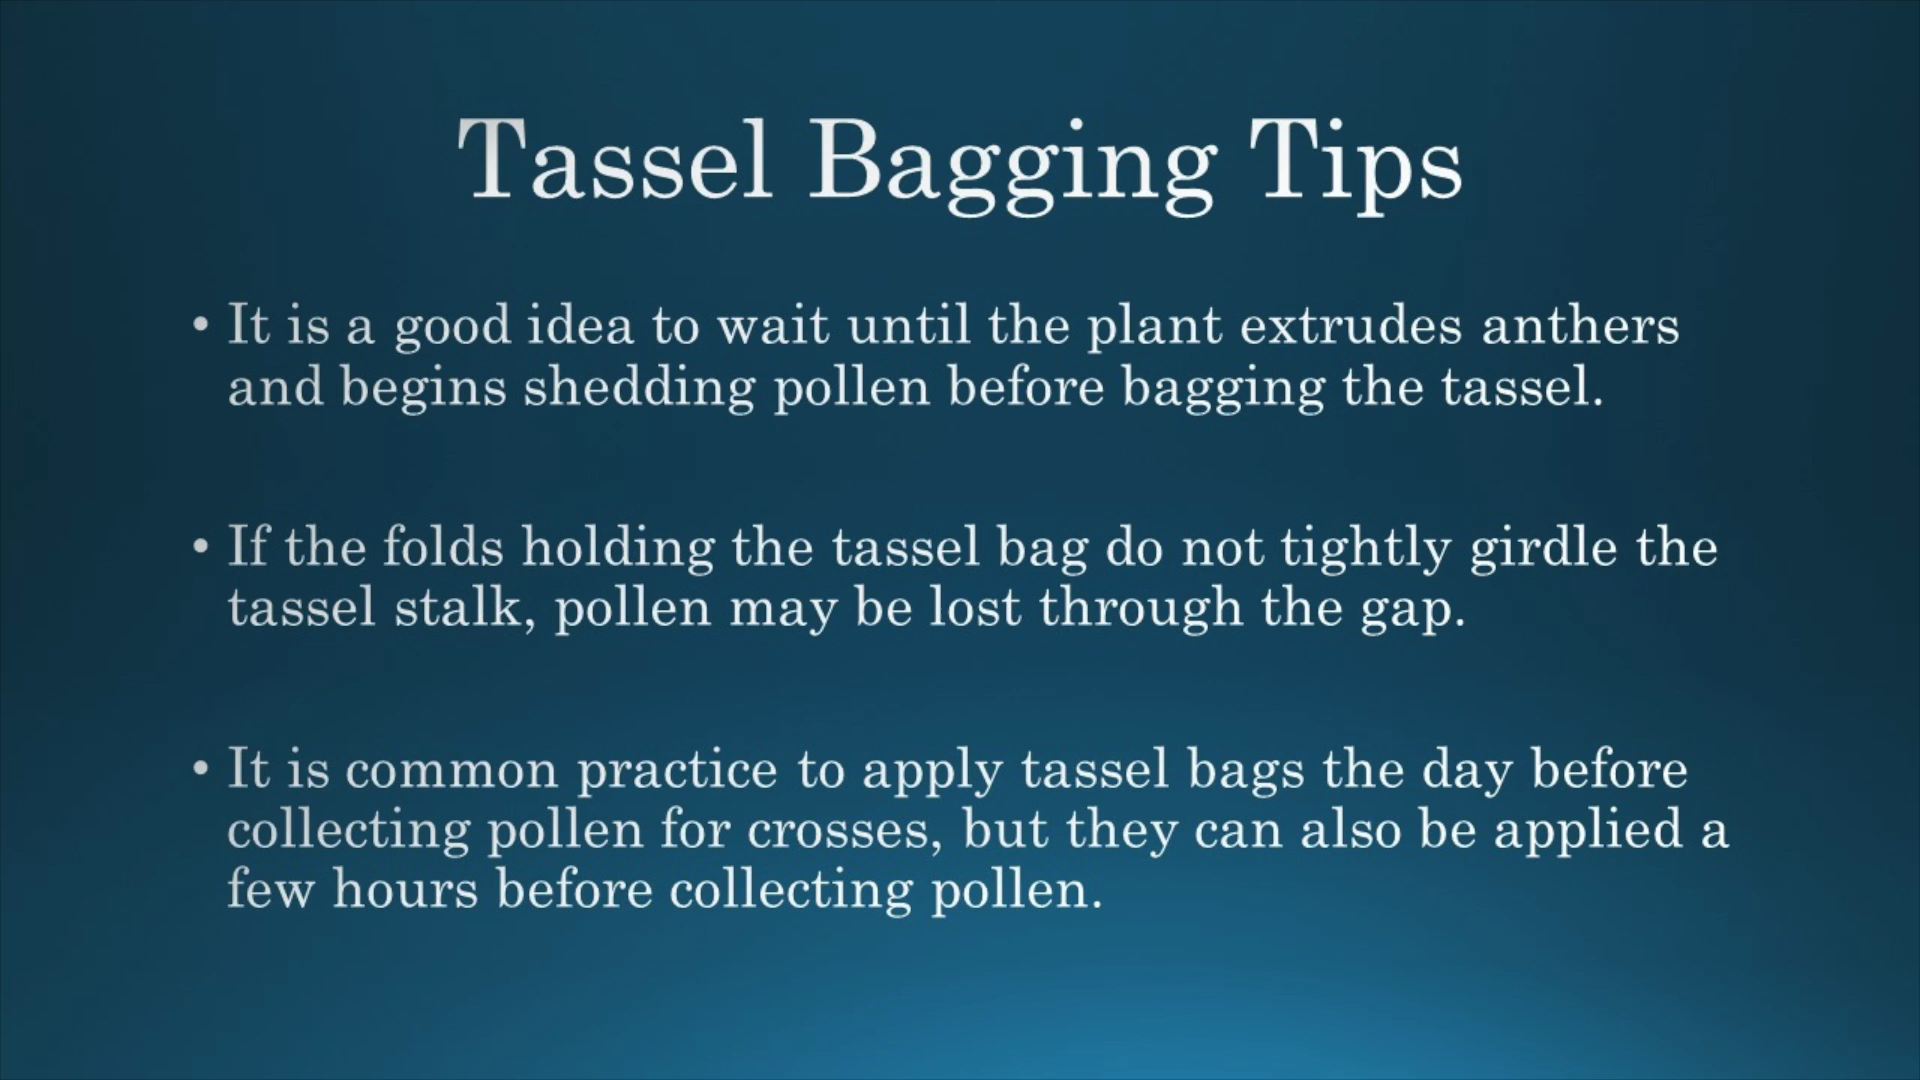 Tassel Bagging Tips
• It is a good idea to wait until the plant extrudes anthers
and begins shedding pollen before bagging the tassel.
• If the folds holding the tassel bag do not tightly girdle the
tassel stalk, pollen may be lost through the gap.
• It is common practice to apply tassel bags the day before
collecting pollen for crosses, but they can also be applied a
few hours before collecting pollen.